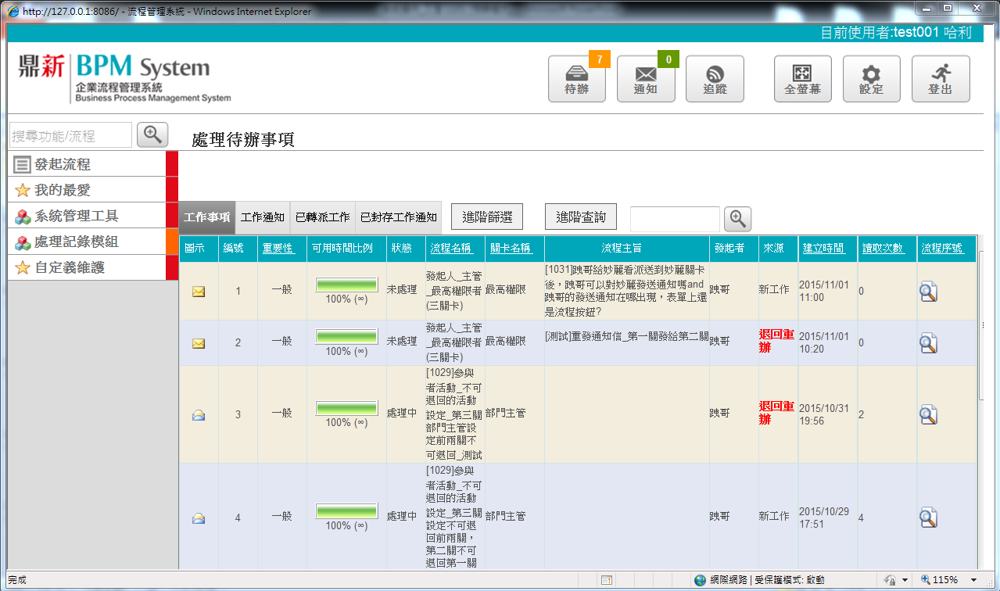 http://127.0.0.1:8086/ - 流程管理系統 - Windows Internet Explorer
目前使用者:test001 哈利
鼎新 BPM System
企業流程管理系統
Business Process Management System
7
待辦
0
通知
追蹤
全螢幕
設定
登出
搜尋功能/流程
處理待辦事項
發起流程
我的最愛
系統管理工具
處理記錄模組
自定義維護
工作事項 工作通知 已轉派工作 已封存工作通知 進階篩選 進階查詢
圖示 編號 重要性 可用時間比例 狀態 流程名稱 關卡名稱 流程主旨 發起者 來源 建立時間 讀取次數 流程序號
1
一般
100% (∞)
未處理
發起人_主管
_最高權限者
(三關卡)
最高權限
[1031]跩哥給妙麗看派送到妙麗關卡
後，跩哥可以對妙麗發送通知嗎and
跩哥的發送通知在哪出現，表單上還
是流程按鈕?
跩哥
新工作
2015/11/01
11:00
0
2
一般
100% (∞)
未處理
發起人_主管
_最高權限者
(三關卡)
最高權限
[測試]重發通知信_第一關發給第二關
跩哥
退回重
辦
2015/11/01
10:20
0
3
一般
100% (∞)
處理中
[1029]參與
者活動_不可
退回的活動
設定_第三關
部門主管設
定前兩關不
可退回_測試
部門主管
跩哥
退回重
辦
2015/10/31
19:56
2
4
一般
100% (∞)
處理中
[1029]參與
者活動_不可
退回的活動
設定_第三關
設定不可退
回前兩關，
第二關不可
退回第一關
部門主管
跩哥
新工作
2015/10/29
17:51
4
完成
網際網路 | 受保護模式: 啟動
115%